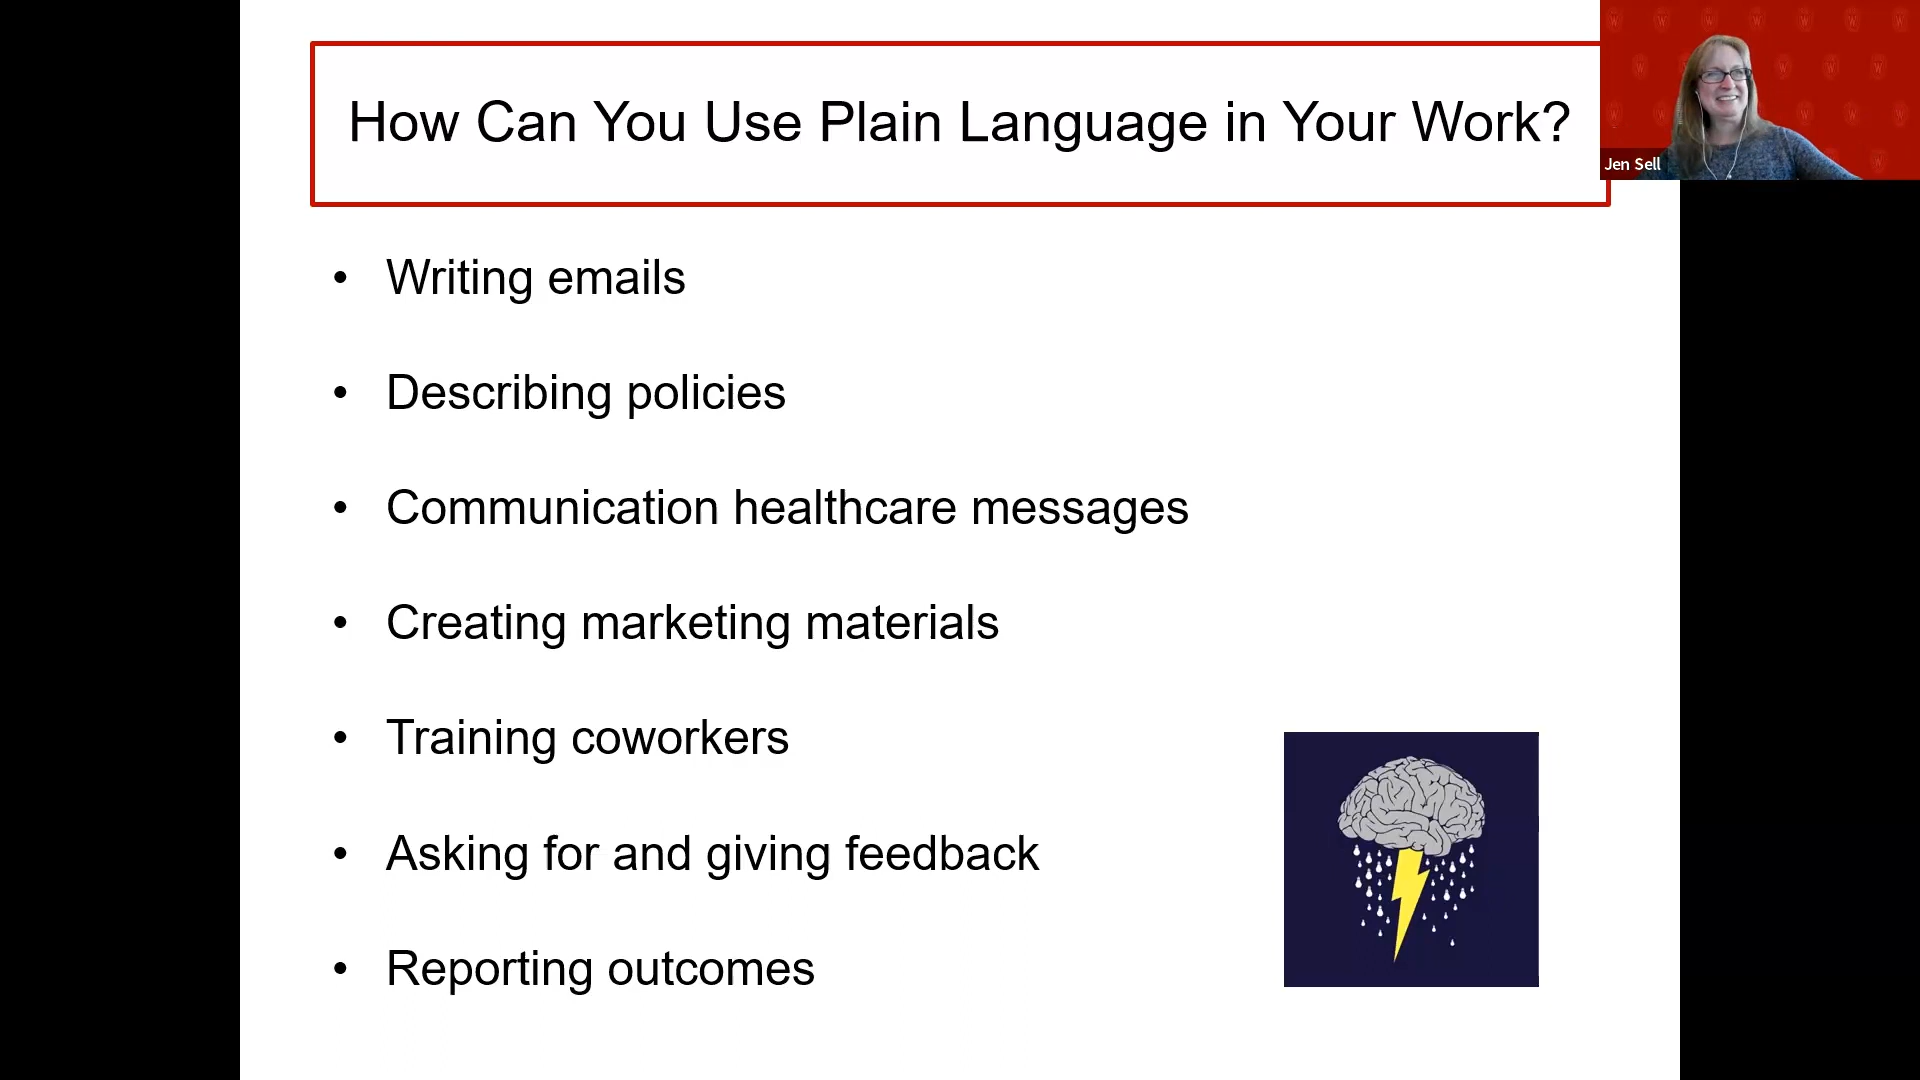 How Can You Use Plain Language in Your Work?
Jen Sell
• Writing emails
• Describing policies
• Communication healthcare messages
• Creating marketing materials
• Training coworkers
• Asking for and giving feedback
• Reporting outcomes